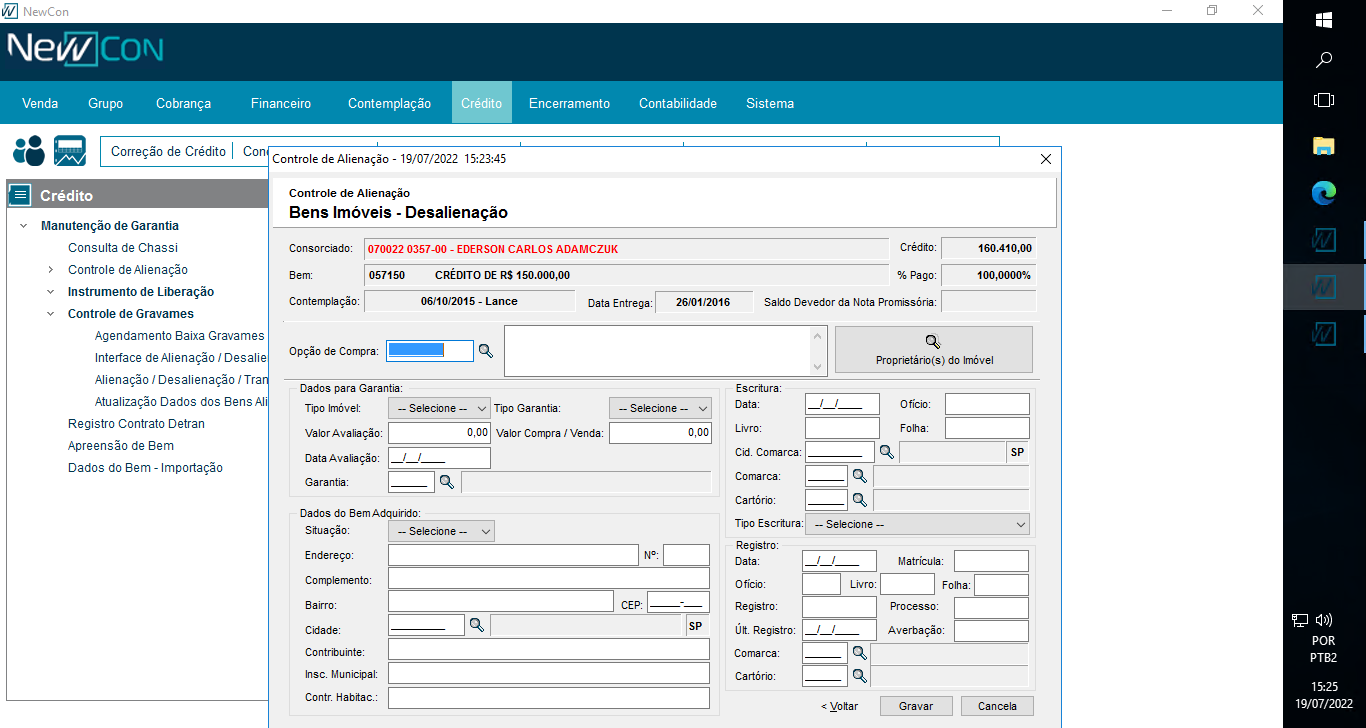 NewCon
NewCon
Venda Grupo Cobrança Financeiro Contemplação Crédito Encerramento Contabilidade Sistema
Correção de Crédito
Crédito
Manutenção de Garantia
Consulta de Chassi
Controle de Alienação
Instrumento de Liberação
Controle de Gravames
Agendamento Baixa Gravames
Interface de Alienação / Desalie
Alienação / Desalienação / Tran
Atualização Dados dos Bens Ali
Registro Contrato Detran
Apreensão de Bem
Dados do Bem - Importação
Controle de Alienação - 19/07/2022 15:23:45
Controle de Alienação
Bens Imóveis - Desalienação
Consorciado: 070022 0357-00 - EDERSON CARLOS ADAMCZUK Crédito: 160.410,00
Bem: 057150 CRÉDITO DE R$ 150.000,00 % Pago: 100,0000%
Contemplação: 06/10/2015 - Lance Data Entrega: 26/01/2016 Saldo Devedor da Nota Promissória:
Opção de Compra: Proprietário(s) do Imóvel
Dados para Garantia:
Tipo Imóvel: -- Selecione -- Tipo Garantia: -- Selecione --
Valor Avaliação: 0,00 Valor Compra / Venda: 0,00
Data Avaliação: __/__/____
Garantia: ______
Dados do Bem Adquirido:
Situação: -- Selecione --
Endereço: Nº:
Complemento:
Bairro: CEP: _____-___
Cidade: _________ SP
Contribuinte:
Insc. Municipal:
Contr. Habitac.:
Escritura:
Data: __/__/____ Ofício:
Livro: Folha:
Cid. Comarca: _________ SP
Comarca: ______
Cartório: ______
Tipo Escritura: -- Selecione --
Registro:
Data: __/__/____ Matrícula:
Ofício: Livro: Folha:
Registro: Processo:
Últ. Registro: __/__/____ Averbação:
Comarca: ______
Cartório: ______
< Voltar Gravar Cancela
POR
PTB2
15:25
19/07/2022